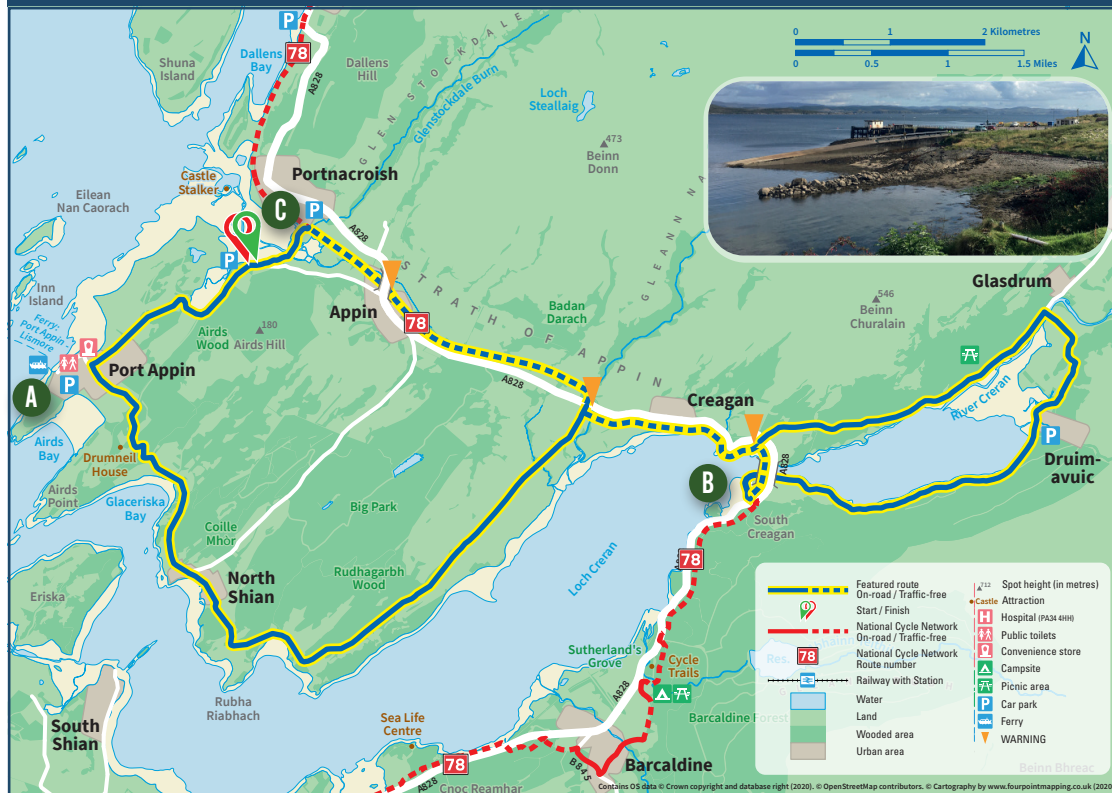 P
78
Dallens
Bay
Dallens
Hill
A828
GLEN STOCKDALE
Glenstockdale Burn
Loch
Steallaig
473
Beinn
Donn
0 1 2 Kilometres
0 0.5 1 1.5 Miles
N
Shuna
Island
Portnacroish
Castle
Stalker
Eilean
Nan Caorach
C
P
A828
P
Inn
Island
Ferry:
Port Appin -
Lismore
Airds
Wood
180
Airds Hill
Appin
78
STRATH OF APPIN
GLEANN NA
Badan
Darach
546
Beinn
Churalain
Glasdrum
Port Appin
P
A
Airds
Bay
Drumneil
House
Airds
Point
Glaceriska
Bay
A828
Creagan
River Creran
P
Druim-
avuic
B
A828
South
Creagan
Big Park
Coille
Mhòr
Rudhagarbh
Wood
Loch Creran
78
Eriska
North
Shian
Rubha
Riabhach
South
Shian
Sutherland's
Grove
Cycle
Trails
A828
Barcaldine Forest
Sea Life
Centre
78
A828
Cnoc Reamhar
B845
Barcaldine
Res.
Beinn Bhreac
Featured route
On-road / Traffic-free
Start / Finish
National Cycle Network
On-road / Traffic-free
78
National Cycle Network
Route number
Railway with Station
Water
Land
Wooded area
Urban area
712
Spot height (in metres)
Castle
Attraction
H
Hospital (PA34 4HH)
Public toilets
Convenience store
Campsite
Picnic area
P
Car park
Ferry
WARNING
Contains OS data © Crown copyright and database right (2020). © OpenStreetMap contributors. © Cartography by www.fourpointmapping.co.uk (2020